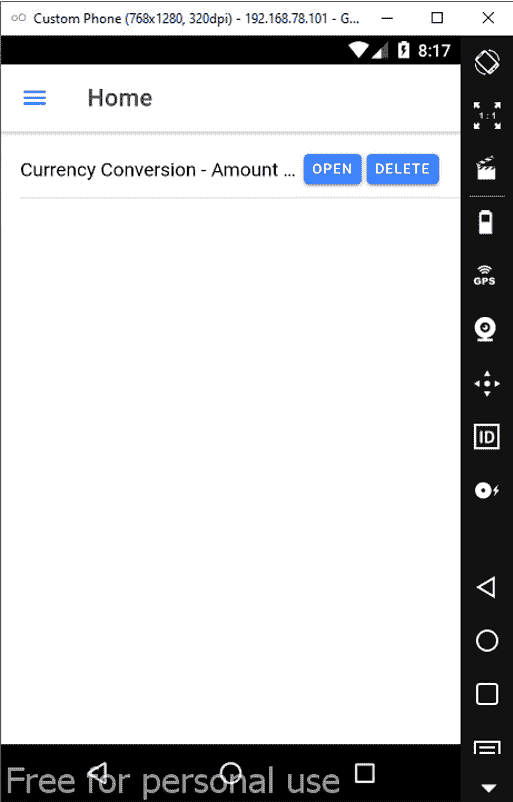 Custom Phone (768x1280, 320dpi) - 192.168.78.101 - G...
8:17
Home
Currency Conversion - Amount ... OPEN DELETE
1:1
GPS
ID
Free for personal use